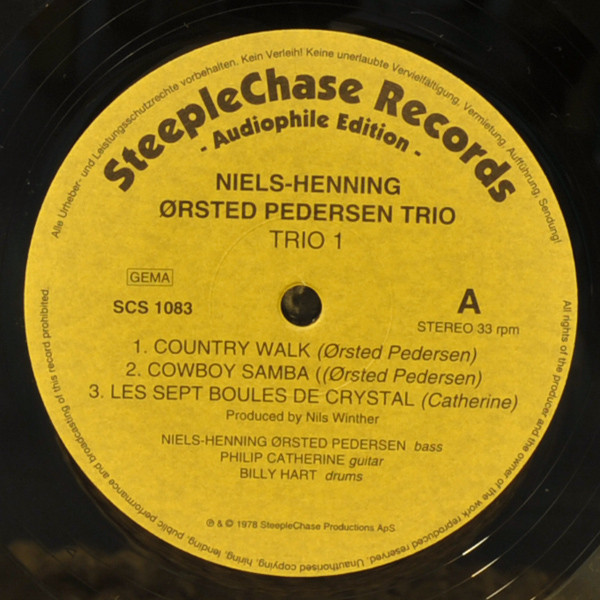 Alle Urheber- und Leistungsschutzrechte vorbehalten. Kein Verleih! Keine unerlaubte Vervielfältigung, Vermietung, Aufführung, Sendung!
SteepleChase Records
- Audiophile Edition -
NIELS-HENNING
ØRSTED PEDERSEN TRIO
TRIO 1
GEMA
SCS 1083
A
STEREO 33 rpm
1. COUNTRY WALK (Ørsted Pedersen)
2. COWBOY SAMBA ((Ørsted Pedersen)
3. LES SEPT BOULES DE CRYSTAL (Catherine)
Produced by Nils Winther
NIELS-HENNING ØRSTED PEDERSEN bass
PHILIP CATHERINE guitar
BILLY HART drums
℗ & © 1978 SteepleChase Productions ApS
All rights of the producer and the owner of the work reproduced reserved. Unauthorised copying, hiring, lending, public performance and broadcasting of this record prohibited.